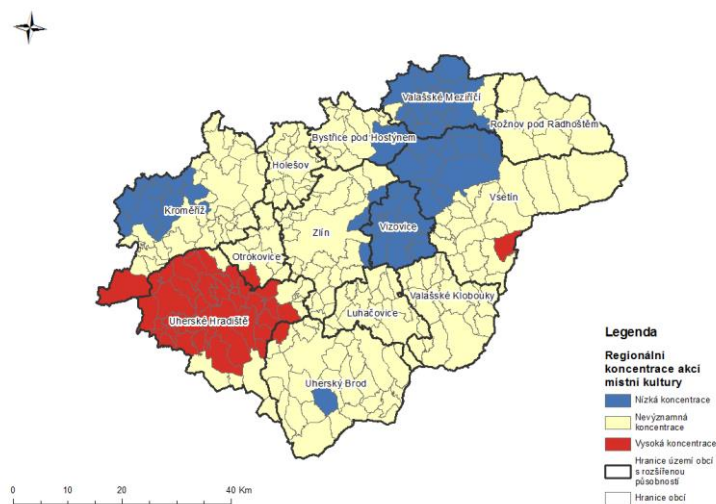 Valašské Meziříčí
Rožnov pod Radhoštěm
Bystřice pod Hostýnem
Holešov
Vsetín
Kroměříž
Vizovice
Zlín
Otrokovice
Valašské Klobouky
Luhačovice
Uherské Hradiště
Uherský Brod
Legenda
Regionální
koncentrace akcí
místní kultury
Nízká koncentrace
Nevýznamná
koncentrace
Vysoká koncentrace
Hranice území obcí
s rozšířenou
působností
Hranice obcí
0 10 20 40 Km